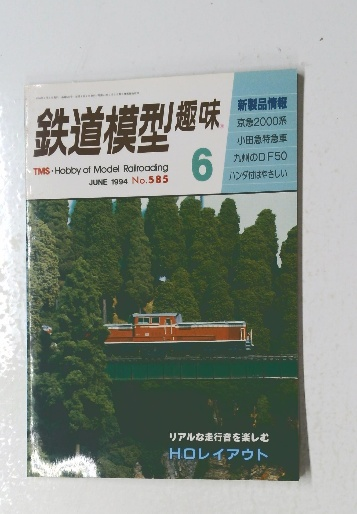 鉄道模型趣味
TMS・Hobby of Model Railroading
JUNE 1994 No.585
6
新製品情報
京急2000系
小田急特急車
九州のDF50
ハンダ付はやさしい
リアルな走行音を楽しむ
HOレイアウト